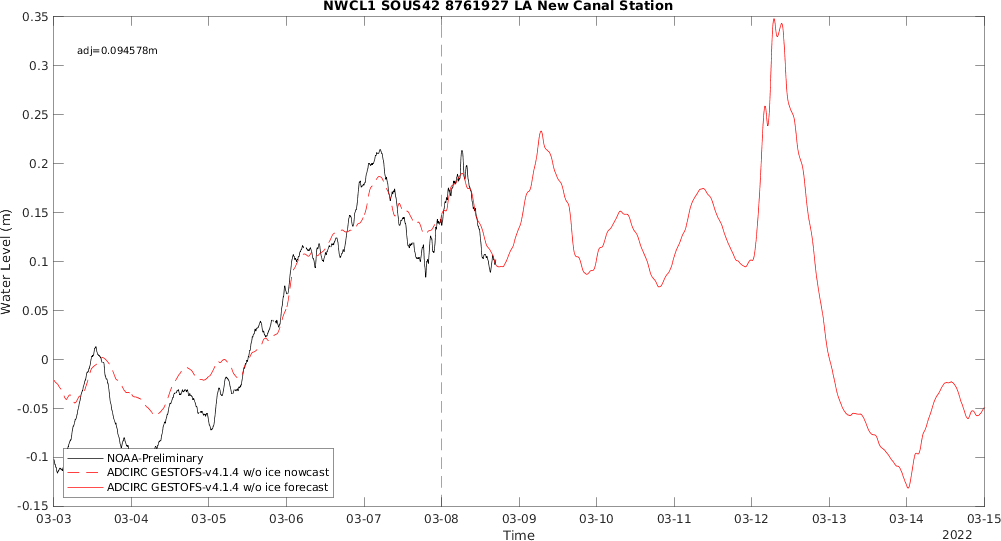 NWCL1 SOUS42 8761927 LA New Canal Station
adj=0.094578m
Water Level (m)
0.35
0.3
0.25
0.2
0.15
0.1
0.05
0
-0.05
-0.1
-0.15
NOAA-Preliminary
ADCIRC GESTOFS-v4.1.4 w/o ice nowcast
ADCIRC GESTOFS-v4.1.4 w/o ice forecast
03-03 03-04 03-05 03-06 03-07 03-08 03-09 03-10 03-11 03-12 03-13 03-14 03-15
Time
2022